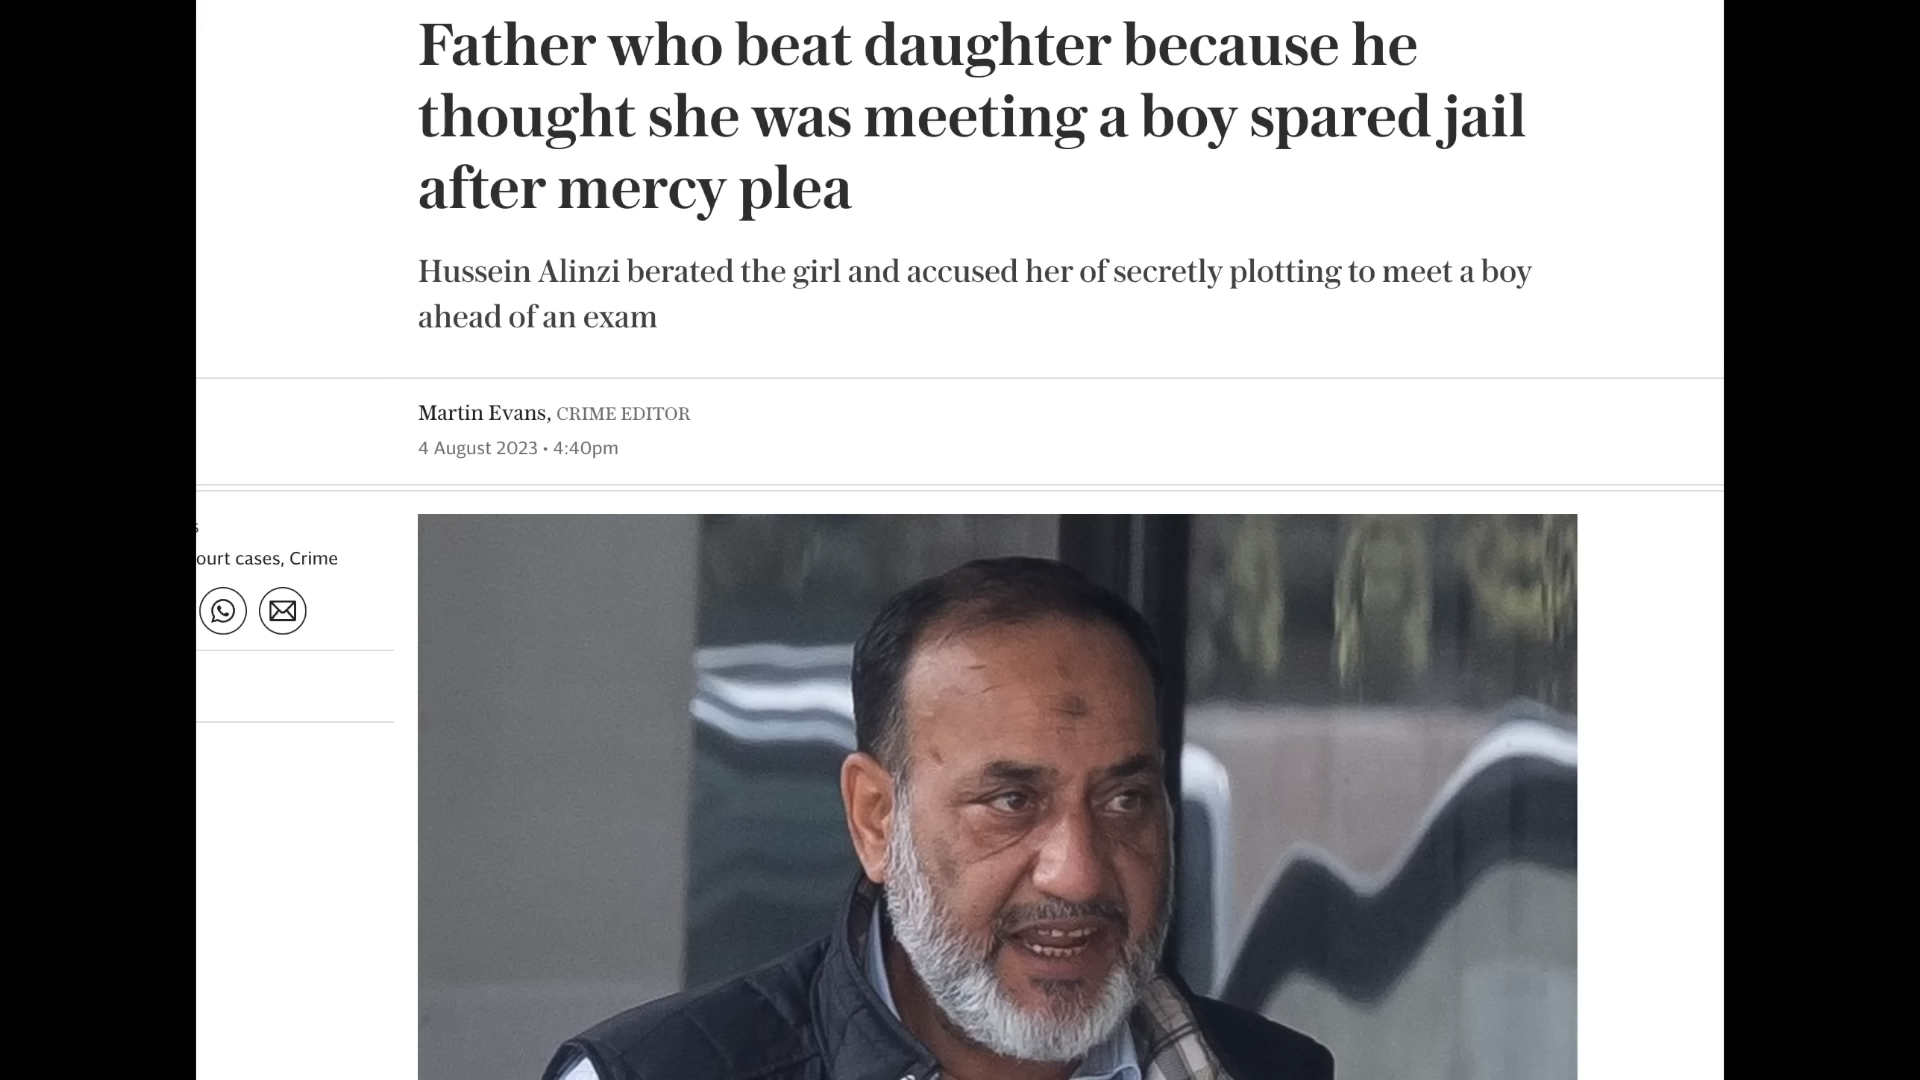 Father who beat daughter because he
thought she was meeting a boy spared jail
after mercy plea
Hussein Alinzi berated the girl and accused her of secretly plotting to meet a boy
ahead of an exam
Martin Evans, CRIME EDITOR
4 August 2023 • 4:40pm
s
ourt cases, Crime